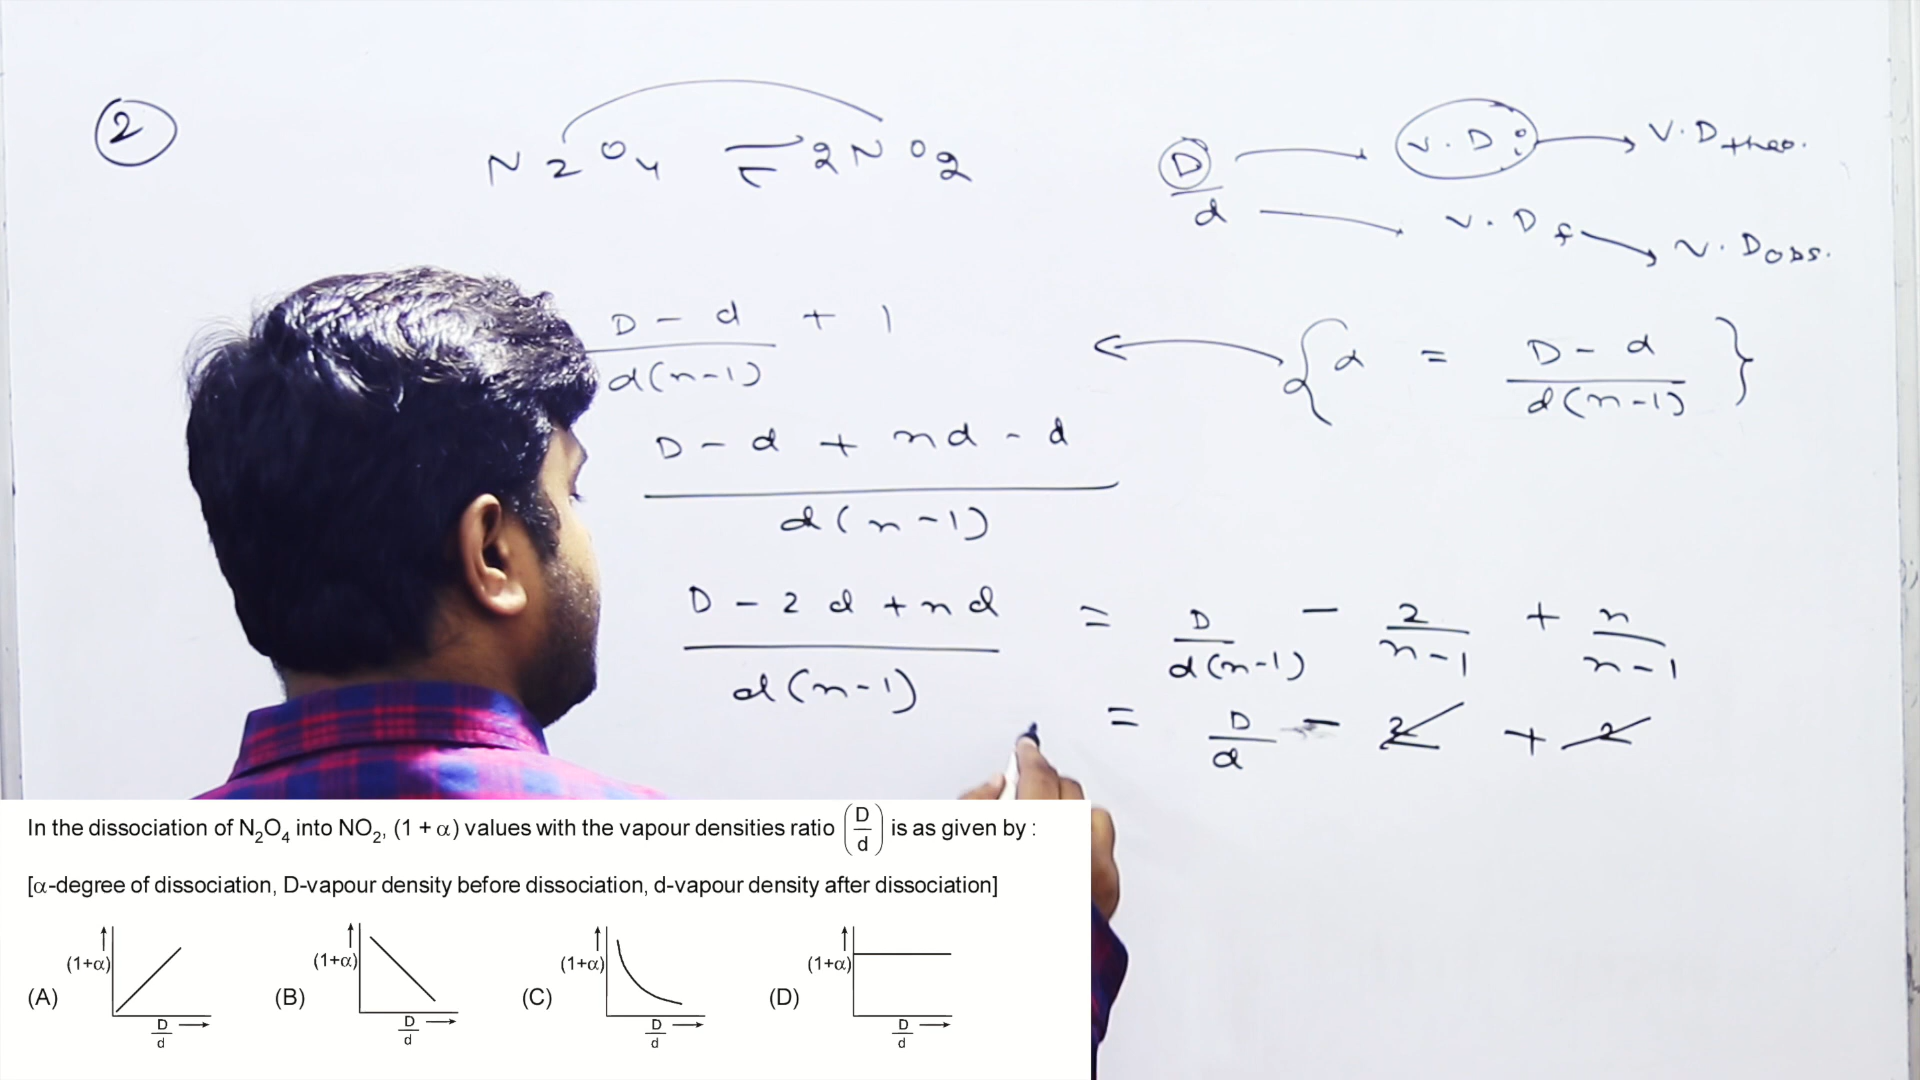 2
N2O4 ⇌ 2NO2
D/d → V.Di → V.Dtheo.
V.Df → V.Dobs.
D - d / d(n-1) + 1
{ α = D - d / d(n-1) }
D - d + nd - d / d(n-1)
D - 2d + nd / d(n-1) = D / d(n-1) - 2 / n-1 + n / n-1
= D/d - 2 + 2
In the dissociation of N₂O₄ into NO₂, (1 + α) values with the vapour densities ratio (D/d) is as given by :
[α-degree of dissociation, D-vapour density before dissociation, d-vapour density after dissociation]
(A) (1+α) D/d
(B) (1+α) D/d
(C) (1+α) D/d
(D) (1+α) D/d